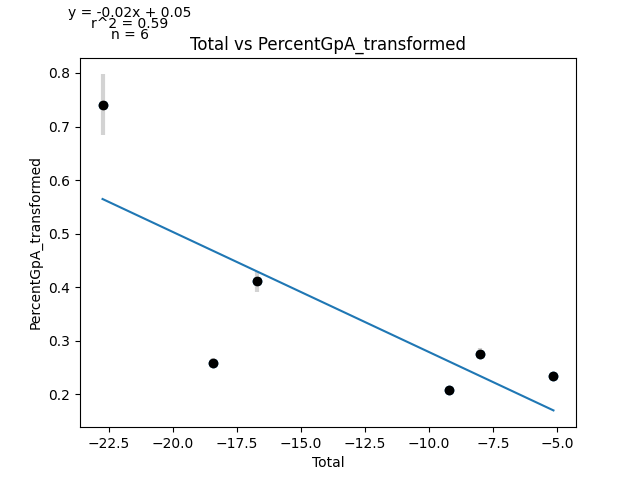 y = -0.02x + 0.05
r^2 = 0.59
n = 6
Total vs PercentGpA_transformed
PercentGpA_transformed
0.8
0.7
0.6
0.5
0.4
0.3
0.2
−22.5 −20.0 −17.5 −15.0 −12.5 −10.0 −7.5 −5.0
Total